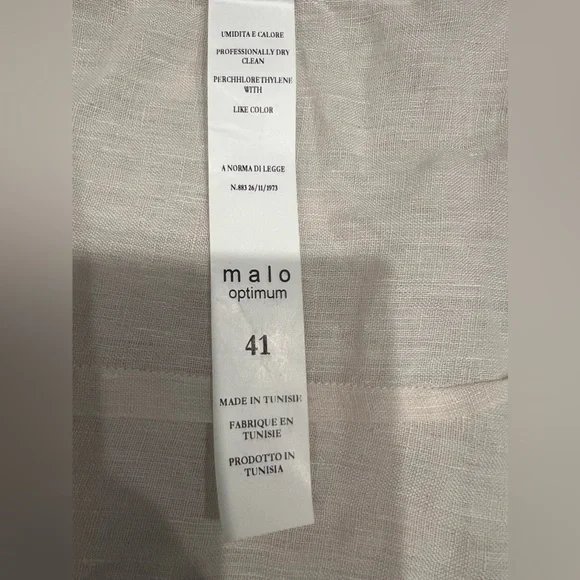 UMIDITA E CALORE
PROFESSIONALLY DRY
CLEAN
PERCHHLORETHYLENE
WITH
LIKE COLOR
A NORMA DI LEGGE
N.883 26/11/1973
malo
optimum
41
MADE IN TUNISIE
FABRIQUE EN
TUNISIE
PRODOTTO IN
TUNISIA